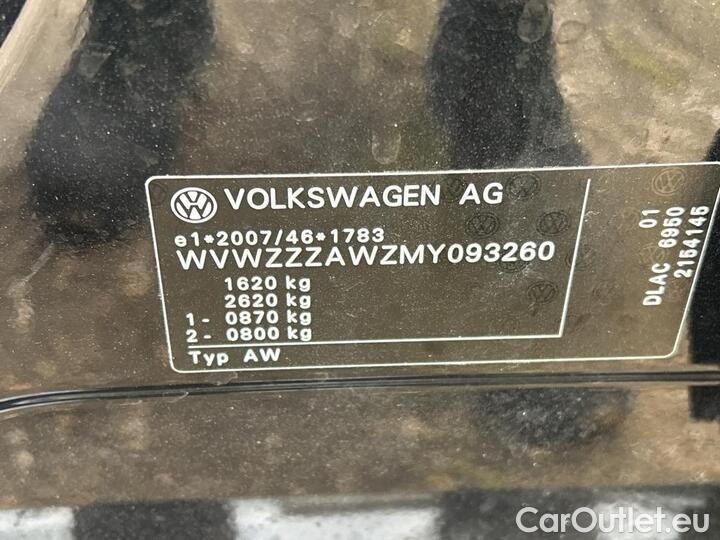 VOLKSWAGEN AG
e1*2007/46*1783
WVWZZZAWZMY093260
1620 kg
2620 kg
1- 0870 kg
2- 0800 kg
Typ AW
01
DLAC 6950
2154145
CarOutlet.eu